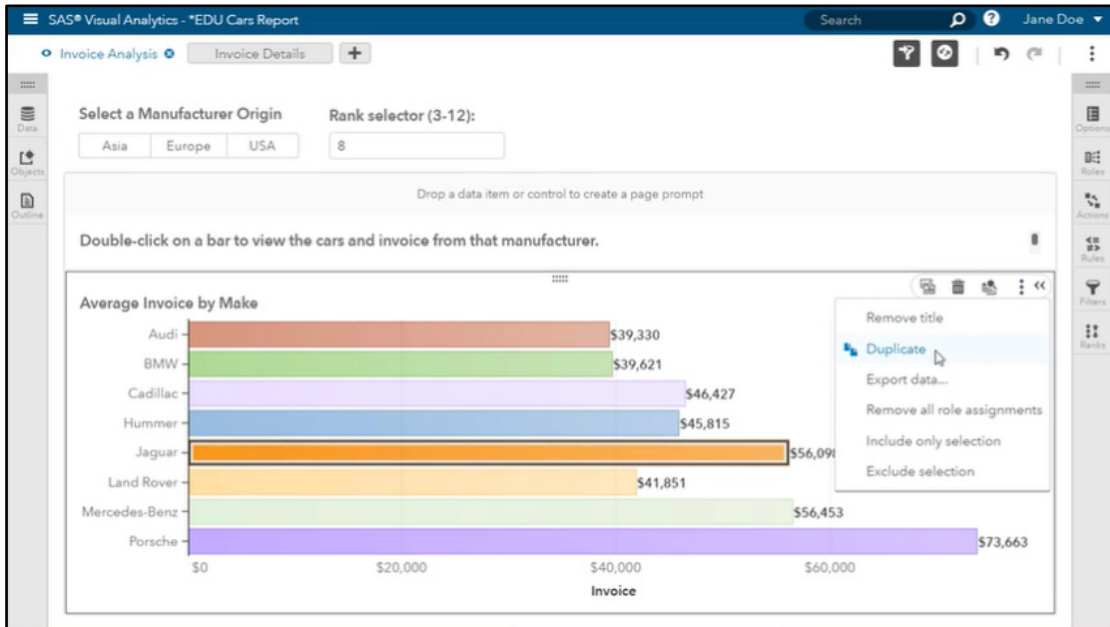 SAS® Visual Analytics - *EDU Cars Report
Search
Jane Doe
Invoice Analysis
Invoice Details
Data
Objects
Outline
Options
Roles
Actions
Rules
Filters
Ranks
Select a Manufacturer Origin
Rank selector (3-12):
Asia Europe USA
8
Drop a data item or control to create a page prompt
Double-click on a bar to view the cars and invoice from that manufacturer.
Average Invoice by Make
Audi $39,330
BMW $39,621
Cadillac $46,427
Hummer $45,815
Jaguar
Land Rover $41,851
Mercedes-Benz $56,453
Porsche $73,663
$0 $20,000 $40,000 $60,000
Invoice
Remove title
Duplicate
Export data...
Remove all role assignments
Include only selection
Exclude selection